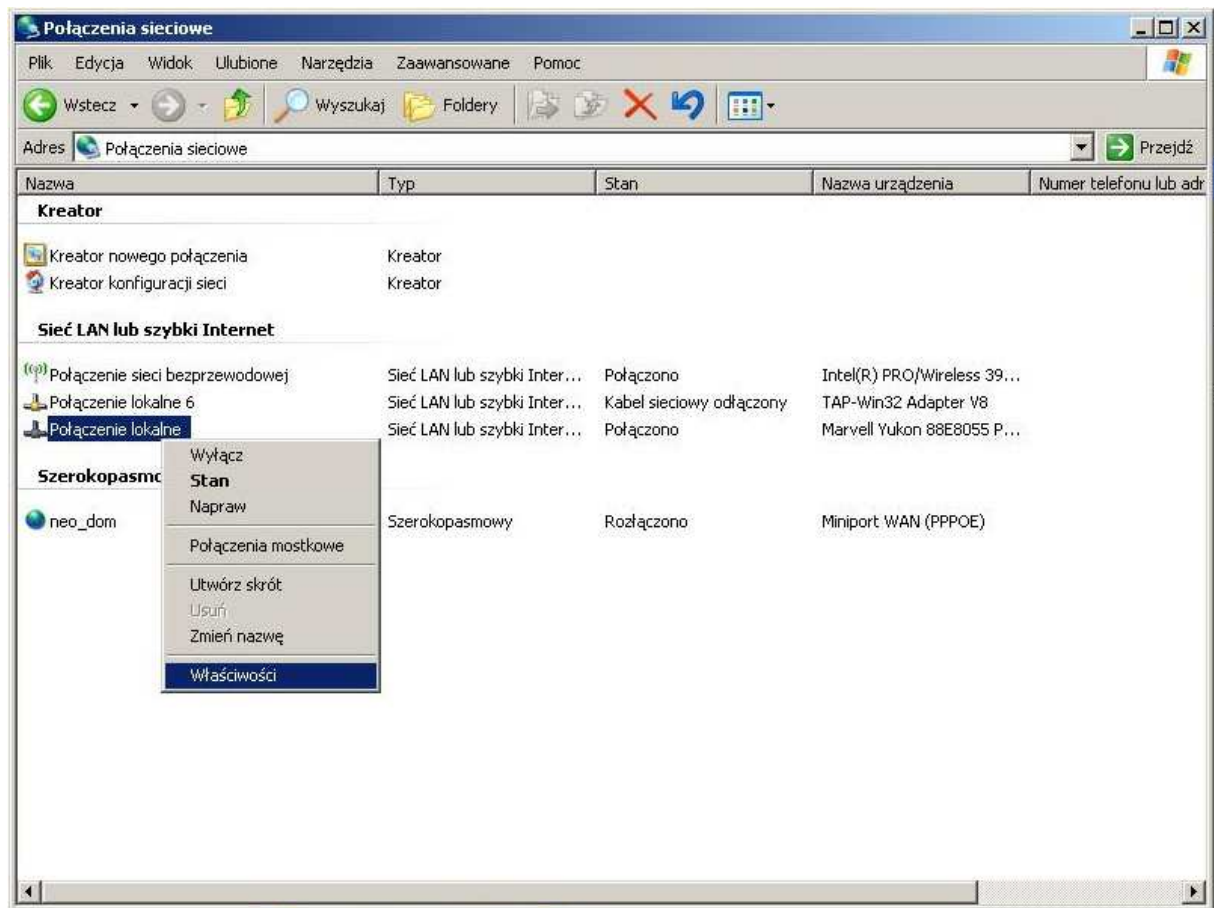 Połączenia sieciowe
Plik Edycja Widok Ulubione Narzędzia Zaawansowane Pomoc
Wstecz Wyszukaj Foldery
Adres Połączenia sieciowe Przejdź
Nazwa Typ Stan Nazwa urządzenia Numer telefonu lub adr
Kreator
Kreator nowego połączenia Kreator
Kreator konfiguracji sieci Kreator
Sieć LAN lub szybki Internet
Połączenie sieci bezprzewodowej Sieć LAN lub szybki Inter... Połączono Intel(R) PRO/Wireless 39...
Połączenie lokalne 6 Sieć LAN lub szybki Inter... Kabel sieciowy odłączony TAP-Win32 Adapter V8
Połączenie lokalne Sieć LAN lub szybki Inter... Połączono Marvell Yukon 88E8055 P...
Wyłącz
Szerokopasmo
Stan
Napraw
neo_dom Szerokopasmowy Rozłączono Miniport WAN (PPPOE)
Połączenia mostkowe
Utwórz skrót
Usuń
Zmień nazwę
Właściwości